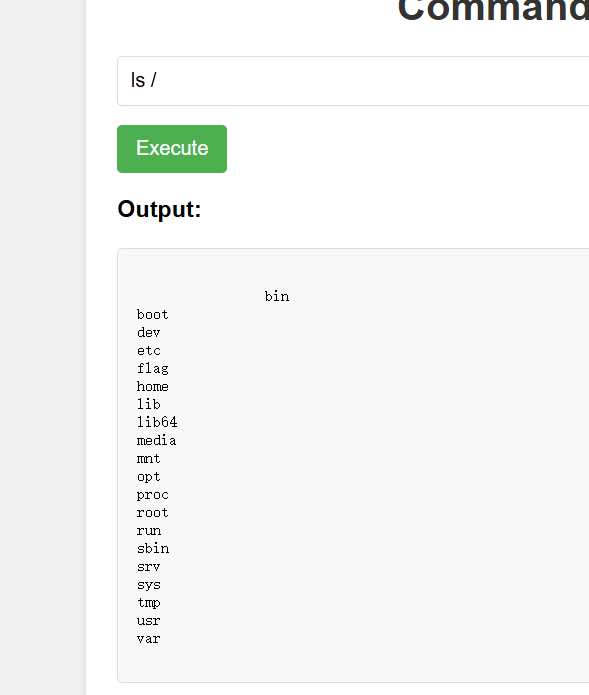 Command
ls /
Execute
Output:
bin
boot
dev
etc
flag
home
lib
lib64
media
mnt
opt
proc
root
run
sbin
srv
sys
tmp
usr
var